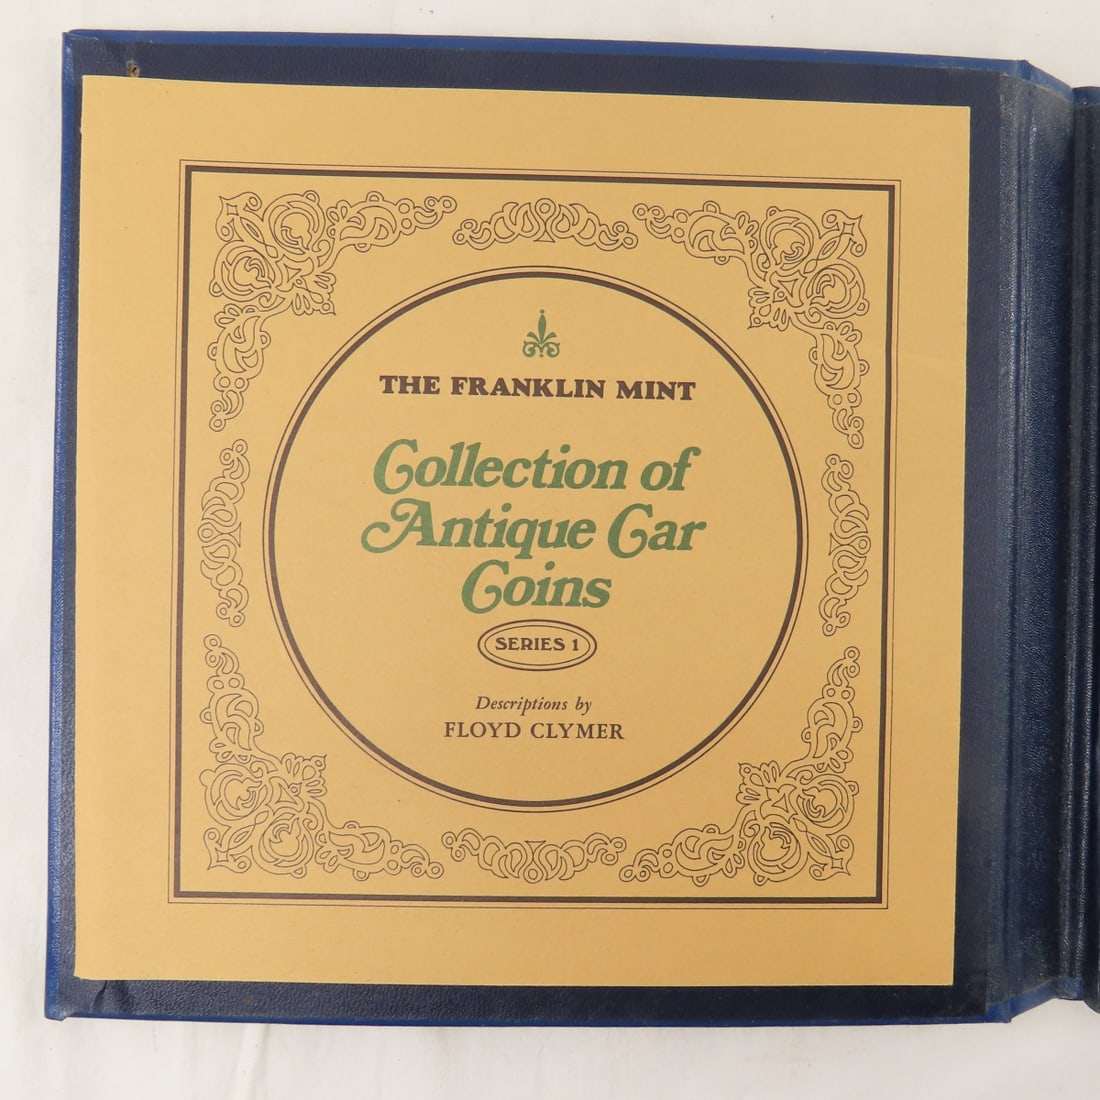 THE FRANKLIN MINT
Collection of
Antique Car
Coins
SERIES 1
Descriptions by
FLOYD CLYMER